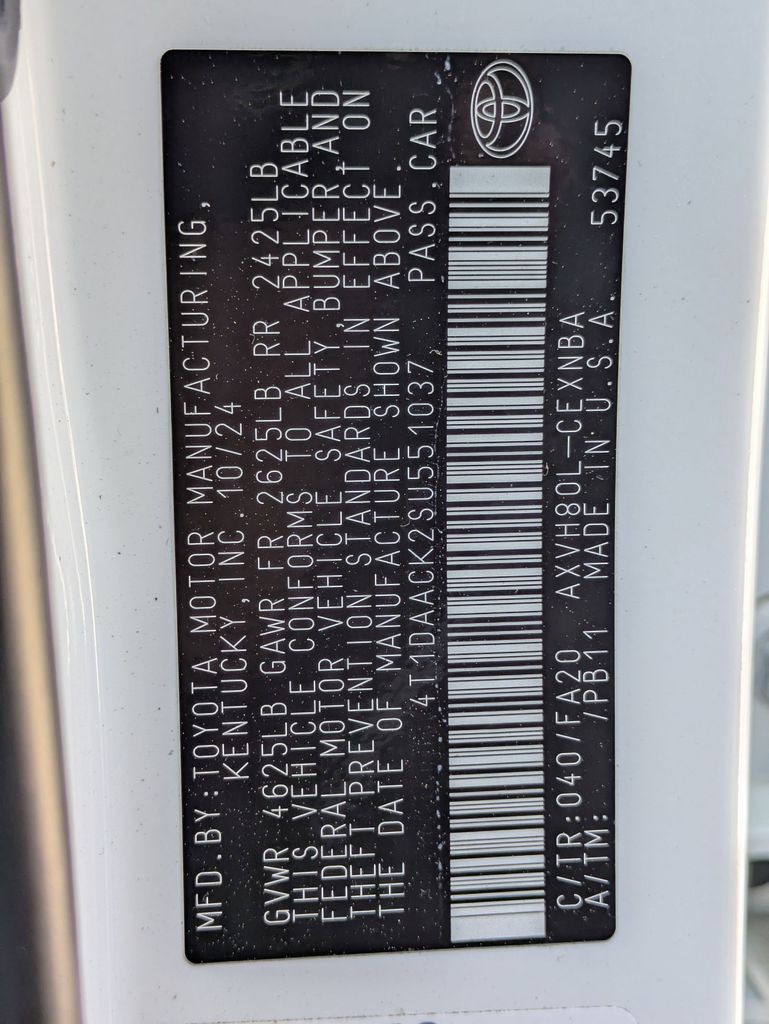 MFD.BY:TOYOTA MOTOR MANUFACTURING,
KENTUCKY,INC 10/24
GVWR 4625LB GAWR FR 2625LB RR 2425LB
THIS VEHICLE CONFORMS TO ALL APPLICABLE
FEDERAL MOTOR VEHICLE SAFETY,BUMPER,AND
THEFT PREVENTION STANDARDS IN EFFECT ON
THE DATE OF MANUFACTURE SHOWN ABOVE.
4T1DAACK2SU551037 PASS.CAR
C/TR:040/FA20 AXVH80L-CEXNBA
A/TM: /PB11 MADE IN U.S.A. 53745